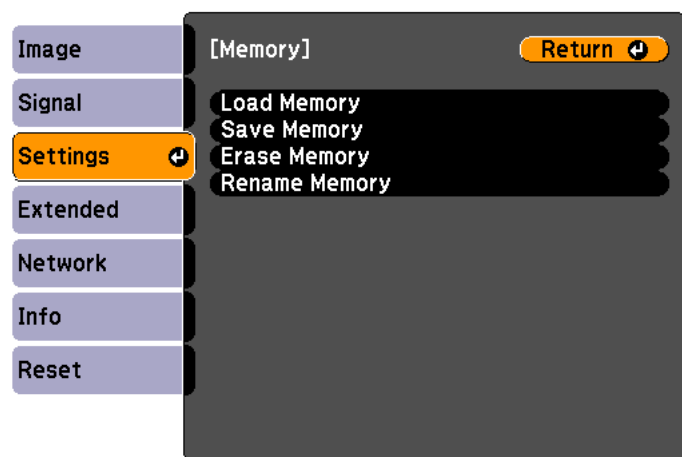 Image
Signal
Settings
Extended
Network
Info
Reset
[Memory]
Return
Load Memory
Save Memory
Erase Memory
Rename Memory